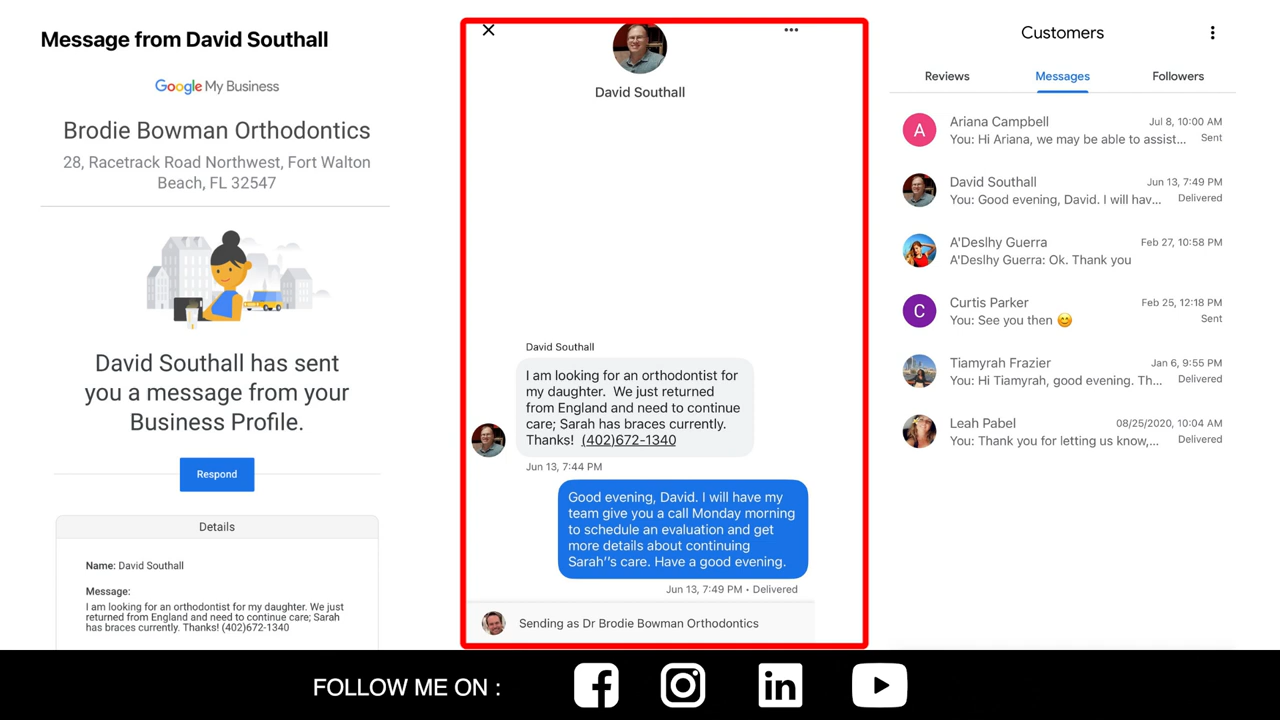 Message from David Southall
Google My Business
Brodie Bowman Orthodontics
28, Racetrack Road Northwest, Fort Walton
Beach, FL 32547
David Southall has sent
you a message from your
Business Profile.
Respond
Details
Name: David Southall
Message:
I am looking for an orthodontist for my daughter. We just
returned from England and need to continue care; Sarah
has braces currently. Thanks! (402)672-1340
David Southall
David Southall
I am looking for an orthodontist for
my daughter.  We just returned
from England and need to continue
care; Sarah has braces currently.
Thanks!  (402)672-1340
Jun 13, 7:44 PM
Good evening, David. I will have my
team give you a call Monday morning
to schedule an evaluation and get
more details about continuing
Sarah''s care. Have a good evening.
Jun 13, 7:49 PM • Delivered
Sending as Dr Brodie Bowman Orthodontics
Customers
Reviews Messages Followers
A
Ariana Campbell Jul 8, 10:00 AM
You: Hi Ariana, we may be able to assist... Sent
David Southall Jun 13, 7:49 PM
You: Good evening, David. I will hav... Delivered
A'Deslhy Guerra Feb 27, 10:58 PM
A'Deslhy Guerra: Ok. Thank you
C
Curtis Parker Feb 25, 12:18 PM
You: See you then 😊 Sent
Tiamyrah Frazier Jan 6, 9:55 PM
You: Hi Tiamyrah, good evening. Th... Delivered
Leah Pabel 08/25/2020, 10:04 AM
You: Thank you for letting us know,... Delivered
FOLLOW ME ON :